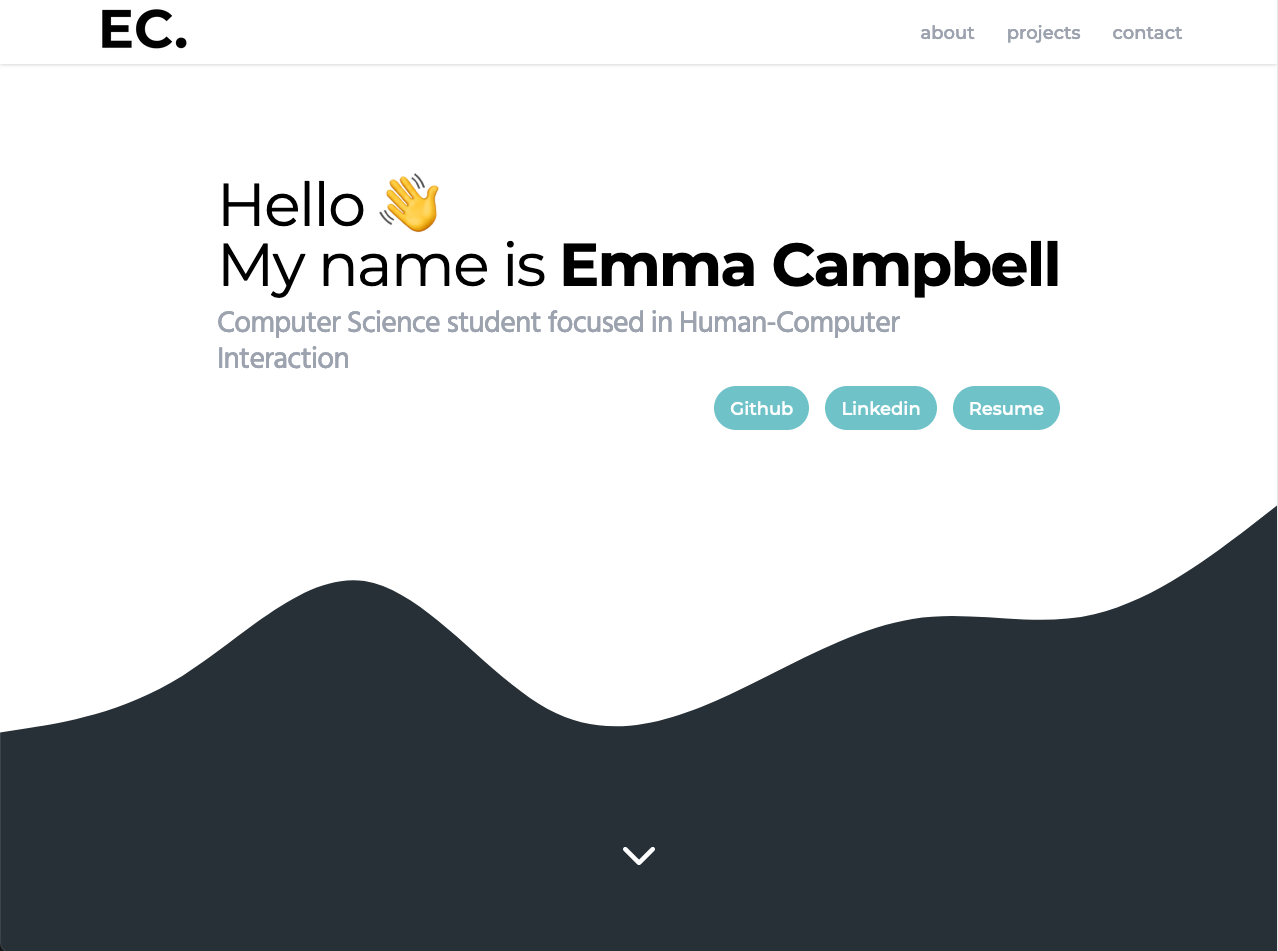 EC.
about projects contact
Hello 👋
My name is Emma Campbell
Computer Science student focused in Human-Computer
Interaction
Github Linkedin Resume